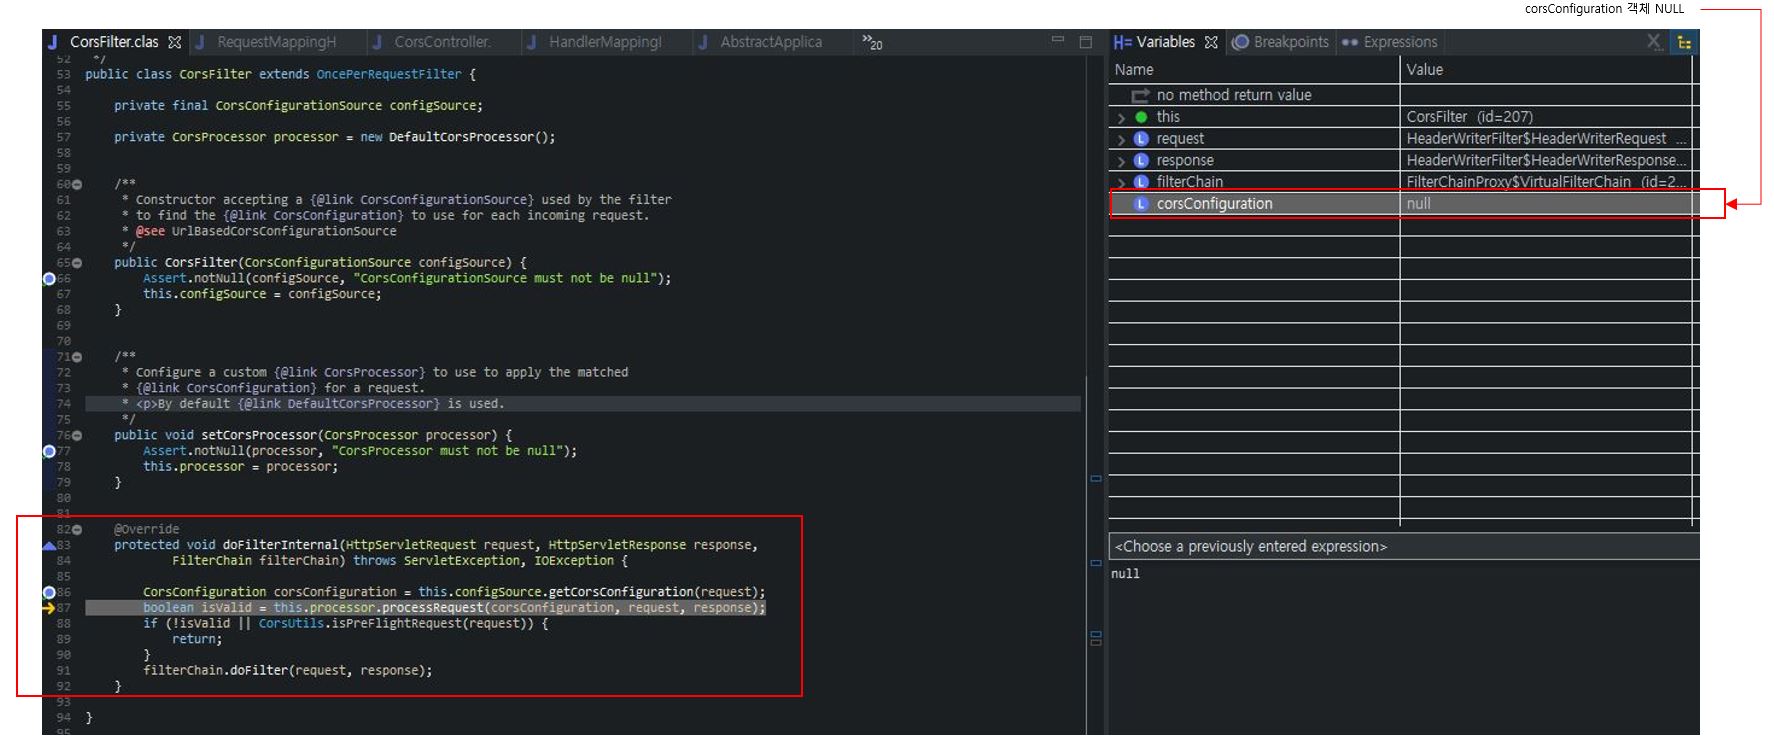 corsConfiguration 객체 NULL
CorsFilter.clas
RequestMappingH
CorsController.
HandlerMappingI
AbstractApplica
»20
Variables
Breakpoints
Expressions
52 */
53 public class CorsFilter extends OncePerRequestFilter {
54
55 private final CorsConfigurationSource configSource;
56
57 private CorsProcessor processor = new DefaultCorsProcessor();
58
59
60 /**
61 * Constructor accepting a {@link CorsConfigurationSource} used by the filter
62 * to find the {@link CorsConfiguration} to use for each incoming request.
63 * @see UrlBasedCorsConfigurationSource
64 */
65 public CorsFilter(CorsConfigurationSource configSource) {
66 Assert.notNull(configSource, "CorsConfigurationSource must not be null");
67 this.configSource = configSource;
68 }
69
70
71 /**
72 * Configure a custom {@link CorsProcessor} to use to apply the matched
73 * {@link CorsConfiguration} for a request.
74 * <p>By default {@link DefaultCorsProcessor} is used.
75 */
76 public void setCorsProcessor(CorsProcessor processor) {
77 Assert.notNull(processor, "CorsProcessor must not be null");
78 this.processor = processor;
79 }
80
81
82 @Override
83 protected void doFilterInternal(HttpServletRequest request, HttpServletResponse response,
84 FilterChain filterChain) throws ServletException, IOException {
85
86 CorsConfiguration corsConfiguration = this.configSource.getCorsConfiguration(request);
87 boolean isValid = this.processor.processRequest(corsConfiguration, request, response);
88 if (!isValid || CorsUtils.isPreFlightRequest(request)) {
89 return;
90 }
91 filterChain.doFilter(request, response);
92 }
93
94 }
95
Name Value
no method return value
this CorsFilter (id=207)
request HeaderWriterFilter$HeaderWriterRequest ...
response HeaderWriterFilter$HeaderWriterResponse...
filterChain FilterChainProxy$VirtualFilterChain (id=2...
corsConfiguration null
<Choose a previously entered expression>
null